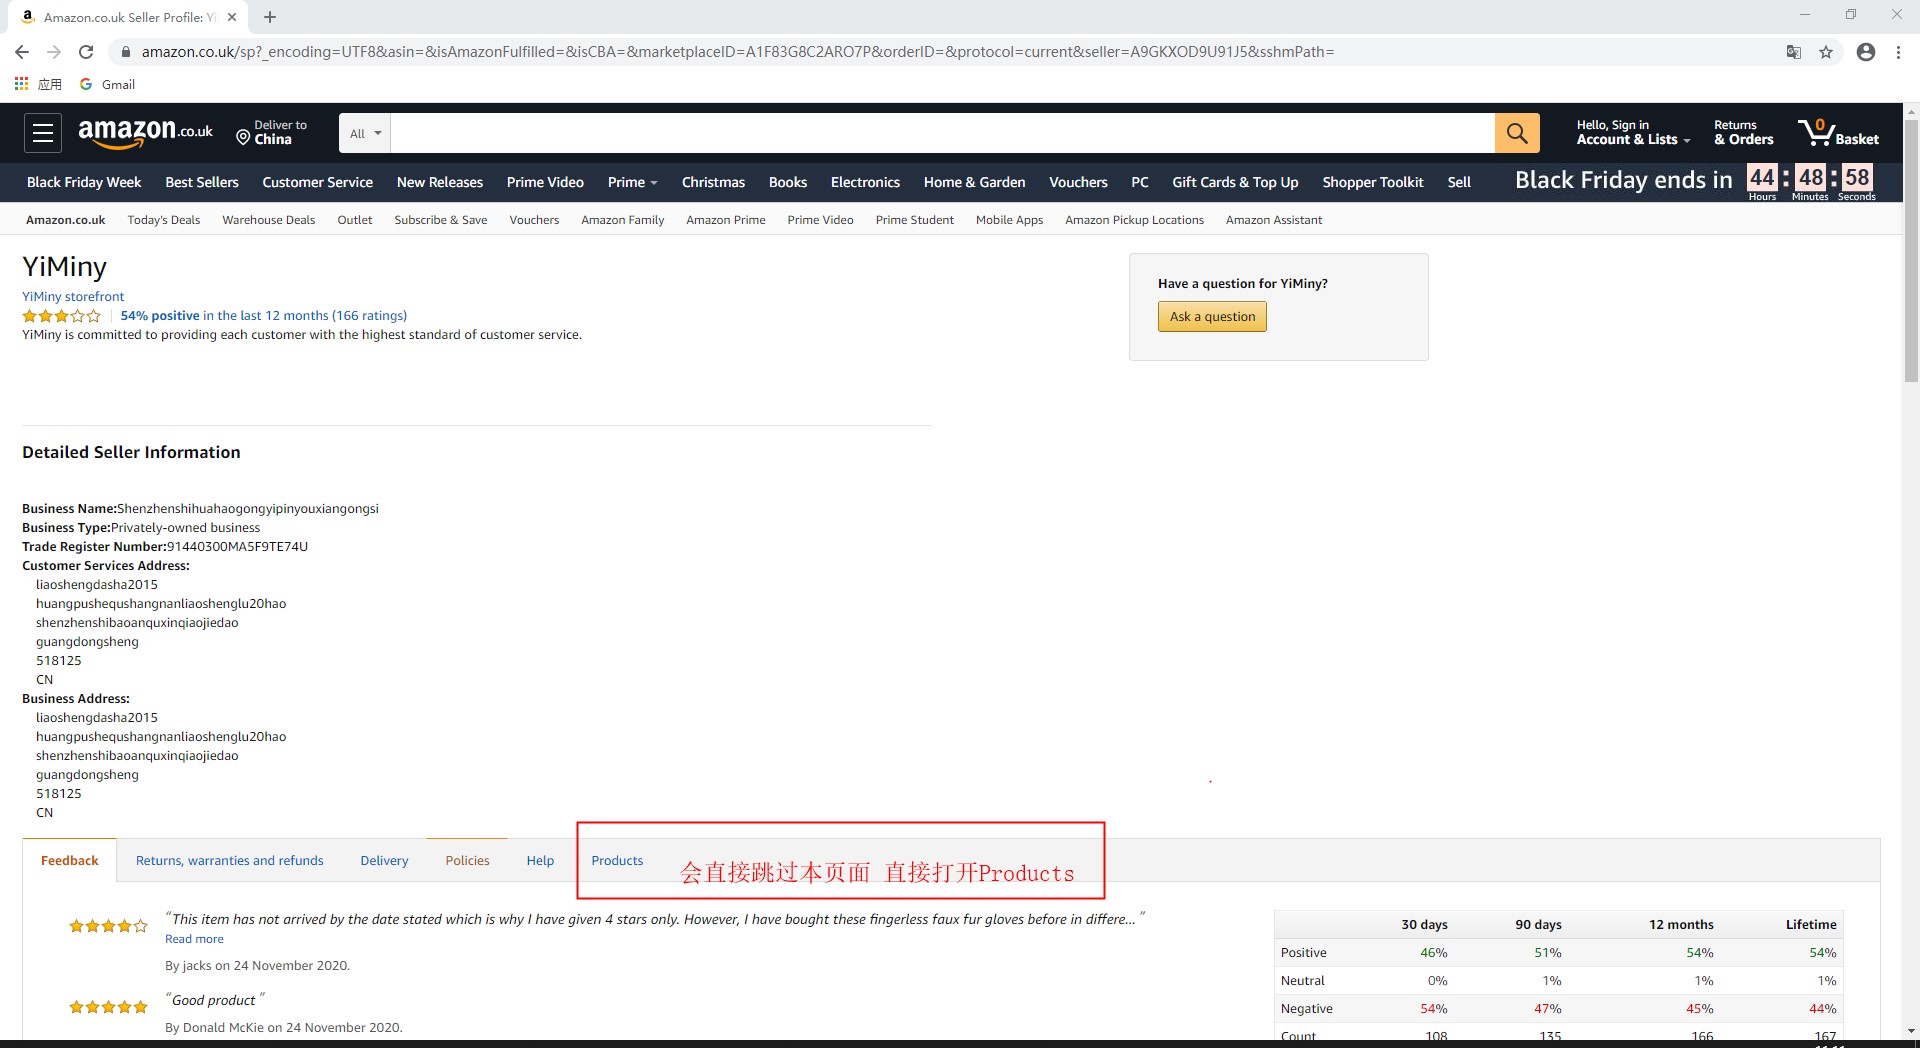 Amazon.co.uk Seller Profile: Yi
amazon.co.uk/sp?_encoding=UTF8&asin=&isAmazonFulfilled=&isCBA=&marketplaceID=A1F83G8C2ARO7P&orderID=&protocol=current&seller=A9GKXOD9U91J5&sshmPath=
应用 Gmail
amazon.co.uk
Deliver to
China
All
Hello, Sign in
Account & Lists
Returns
& Orders
0
Basket
Black Friday Week Best Sellers Customer Service New Releases Prime Video Prime Christmas Books Electronics Home & Garden Vouchers PC Gift Cards & Top Up Shopper Toolkit Sell
Black Friday ends in 44 : 48 : 58
Hours Minutes Seconds
Amazon.co.uk Today's Deals Warehouse Deals Outlet Subscribe & Save Vouchers Amazon Family Amazon Prime Prime Video Prime Student Mobile Apps Amazon Pickup Locations Amazon Assistant
YiMiny
YiMiny storefront
54% positive in the last 12 months (166 ratings)
YiMiny is committed to providing each customer with the highest standard of customer service.
Have a question for YiMiny?
Ask a question
Detailed Seller Information
Business Name:Shenzhenshihuahaogongyipinyouxiangongsi
Business Type:Privately-owned business
Trade Register Number:91440300MA5F9TE74U
Customer Services Address:
liaoshengdasha2015
huangpushequshangnanliaoshenglu20hao
shenzhenshibaoanquxinqiaojiedao
guangdongsheng
518125
CN
Business Address:
liaoshengdasha2015
huangpushequshangnanliaoshenglu20hao
shenzhenshibaoanquxinqiaojiedao
guangdongsheng
518125
CN
Feedback Returns, warranties and refunds Delivery Policies Help Products
会直接跳过本页面 直接打开Products
“This item has not arrived by the date stated which is why I have given 4 stars only. However, I have bought these fingerless faux fur gloves before in differe... ”
Read more
By jacks on 24 November 2020.
“Good product ”
By Donald McKie on 24 November 2020.
30 days 90 days 12 months Lifetime
Positive 46% 51% 54% 54%
Neutral 0% 1% 1% 1%
Negative 54% 47% 45% 44%
Count 108 135 166 167